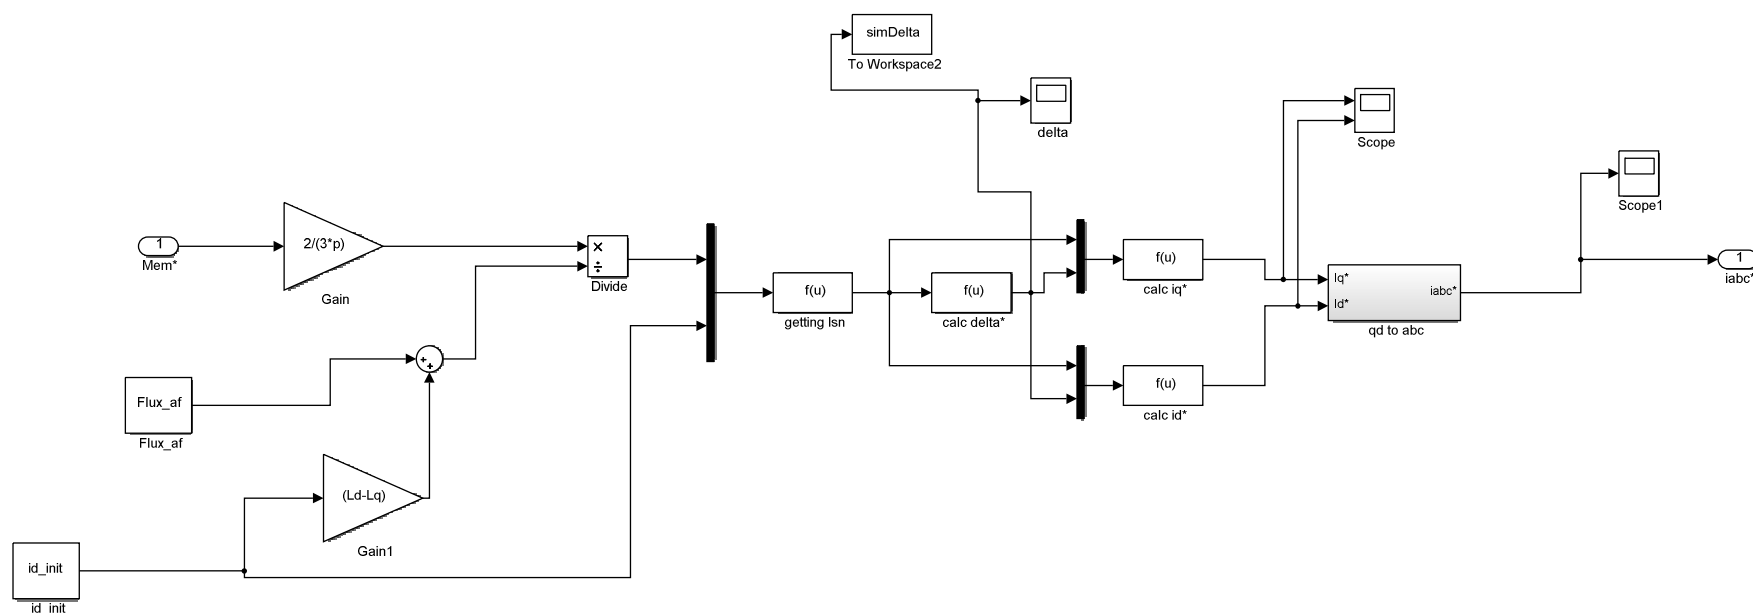 simDelta
To Workspace2
delta
Scope
Scope1
1
Mem*
2/(3*p)
Gain
×
÷
Divide
f(u)
getting Isn
f(u)
calc delta*
f(u)
calc iq*
Iq*
Id*
iabc*
qd to abc
1
iabc*
f(u)
calc id*
Flux_af
Flux_af
+
+
(Ld-Lq)
Gain1
id_init
id_init